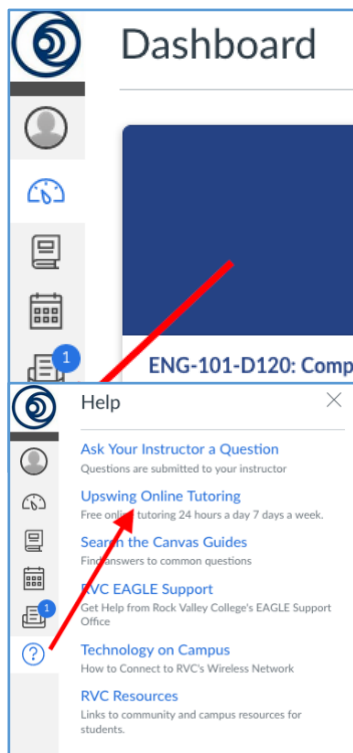 Dashboard
1
ENG-101-D120: Comp
Help
Ask Your Instructor a Question
Questions are submitted to your instructor
Upswing Online Tutoring
Free online tutoring 24 hours a day 7 days a week.
Search the Canvas Guides
Find answers to common questions
RVC EAGLE Support
Get Help from Rock Valley College's EAGLE Support
Office
1
Technology on Campus
How to Connect to RVC's Wireless Network
RVC Resources
Links to community and campus resources for
students.